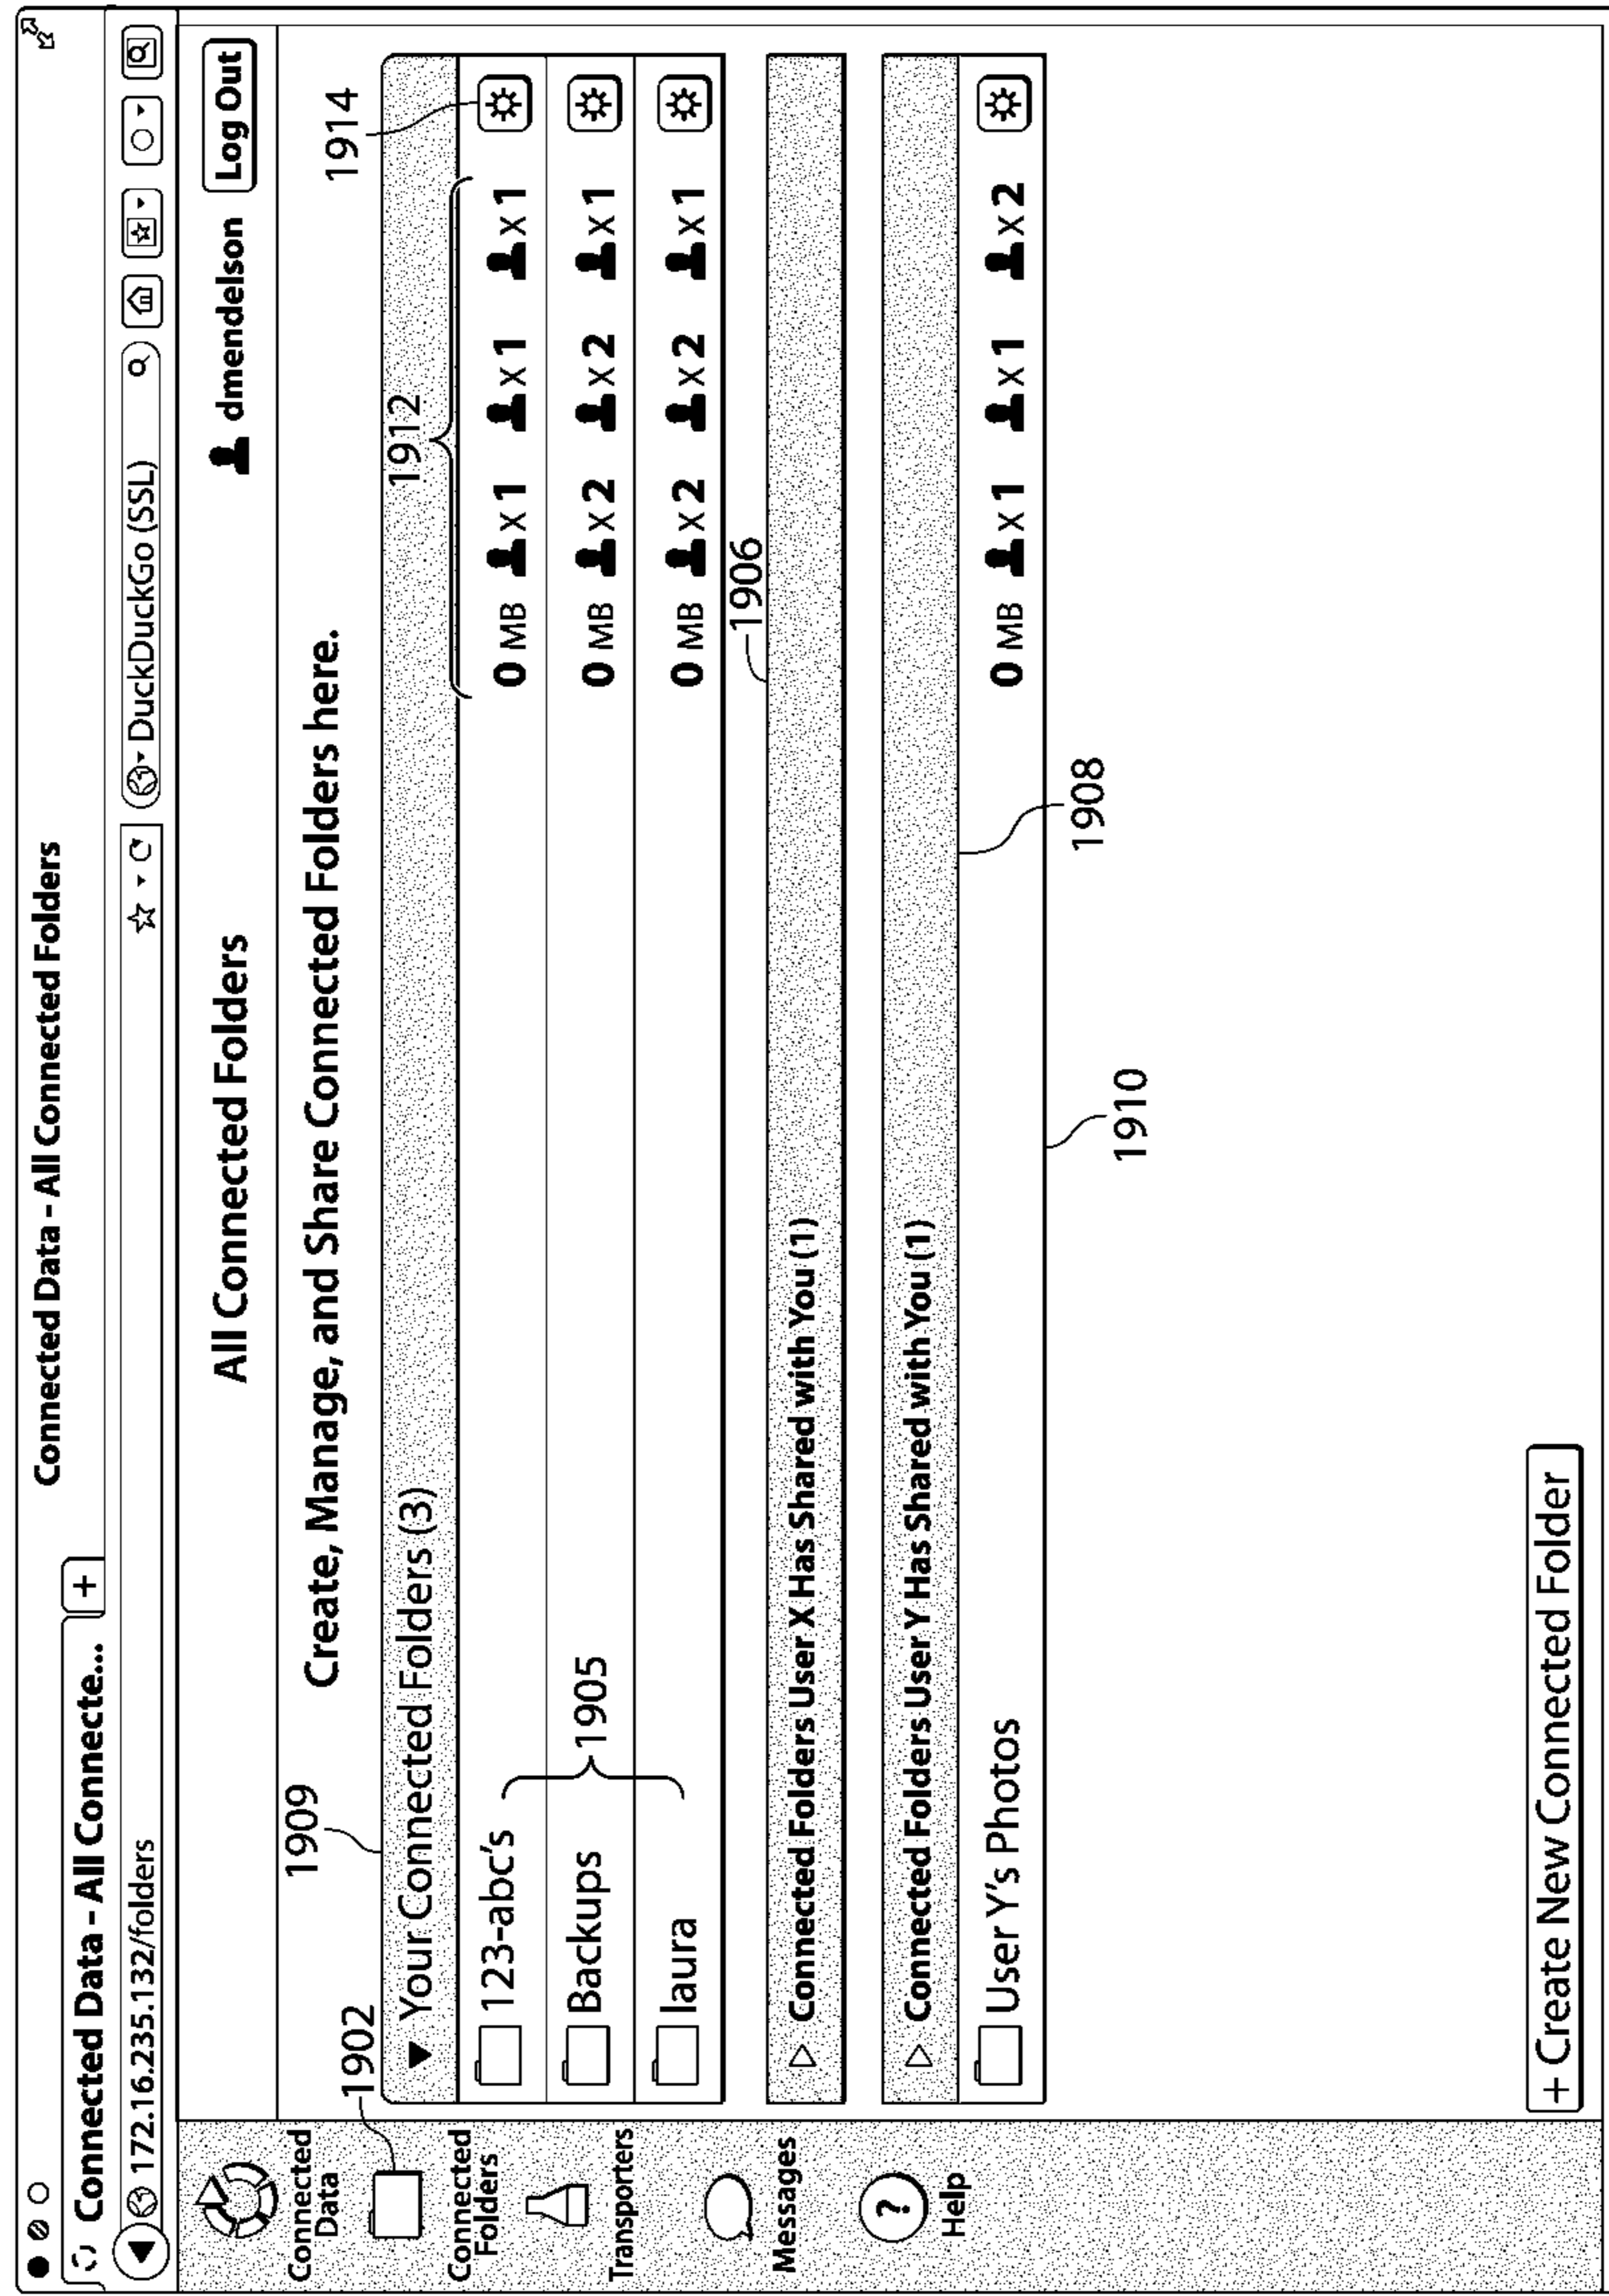 Connected Data - All Connected Folders
Connected Data - All Connecte... +
172.16.235.132/folders DuckDuckGo (SSL)
All Connected Folders dmendelson Log Out
Create, Manage, and Share Connected Folders here.
Connected
Data
Connected
Folders
Transporters
Messages
?
Help
1902
1909
1912
1914
Your Connected Folders (3)
123-abc's 0 MB x 1 x 1 x 1
Backups 0 MB x 2 x 2 x 1
laura 0 MB x 2 x 2 x 1
1905
1906
Connected Folders User X Has Shared with You (1)
Connected Folders User Y Has Shared with You (1)
User Y's Photos 0 MB x 1 x 1 x 2
1908
1910
+ Create New Connected Folder